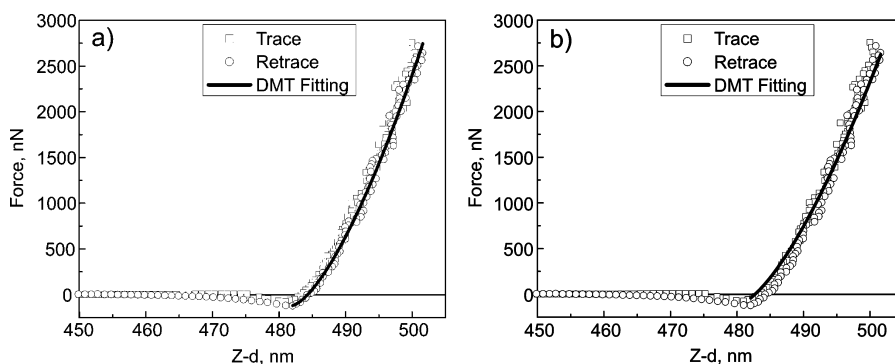 a)
Trace
Retrace
DMT Fitting
3000
2500
2000
1500
1000
500
0
Force, nN
450 460 470 480 490 500
Z-d, nm
b)
Trace
Retrace
DMT Fitting
3000
2500
2000
1500
1000
500
0
Force, nN
450 460 470 480 490 500
Z-d, nm